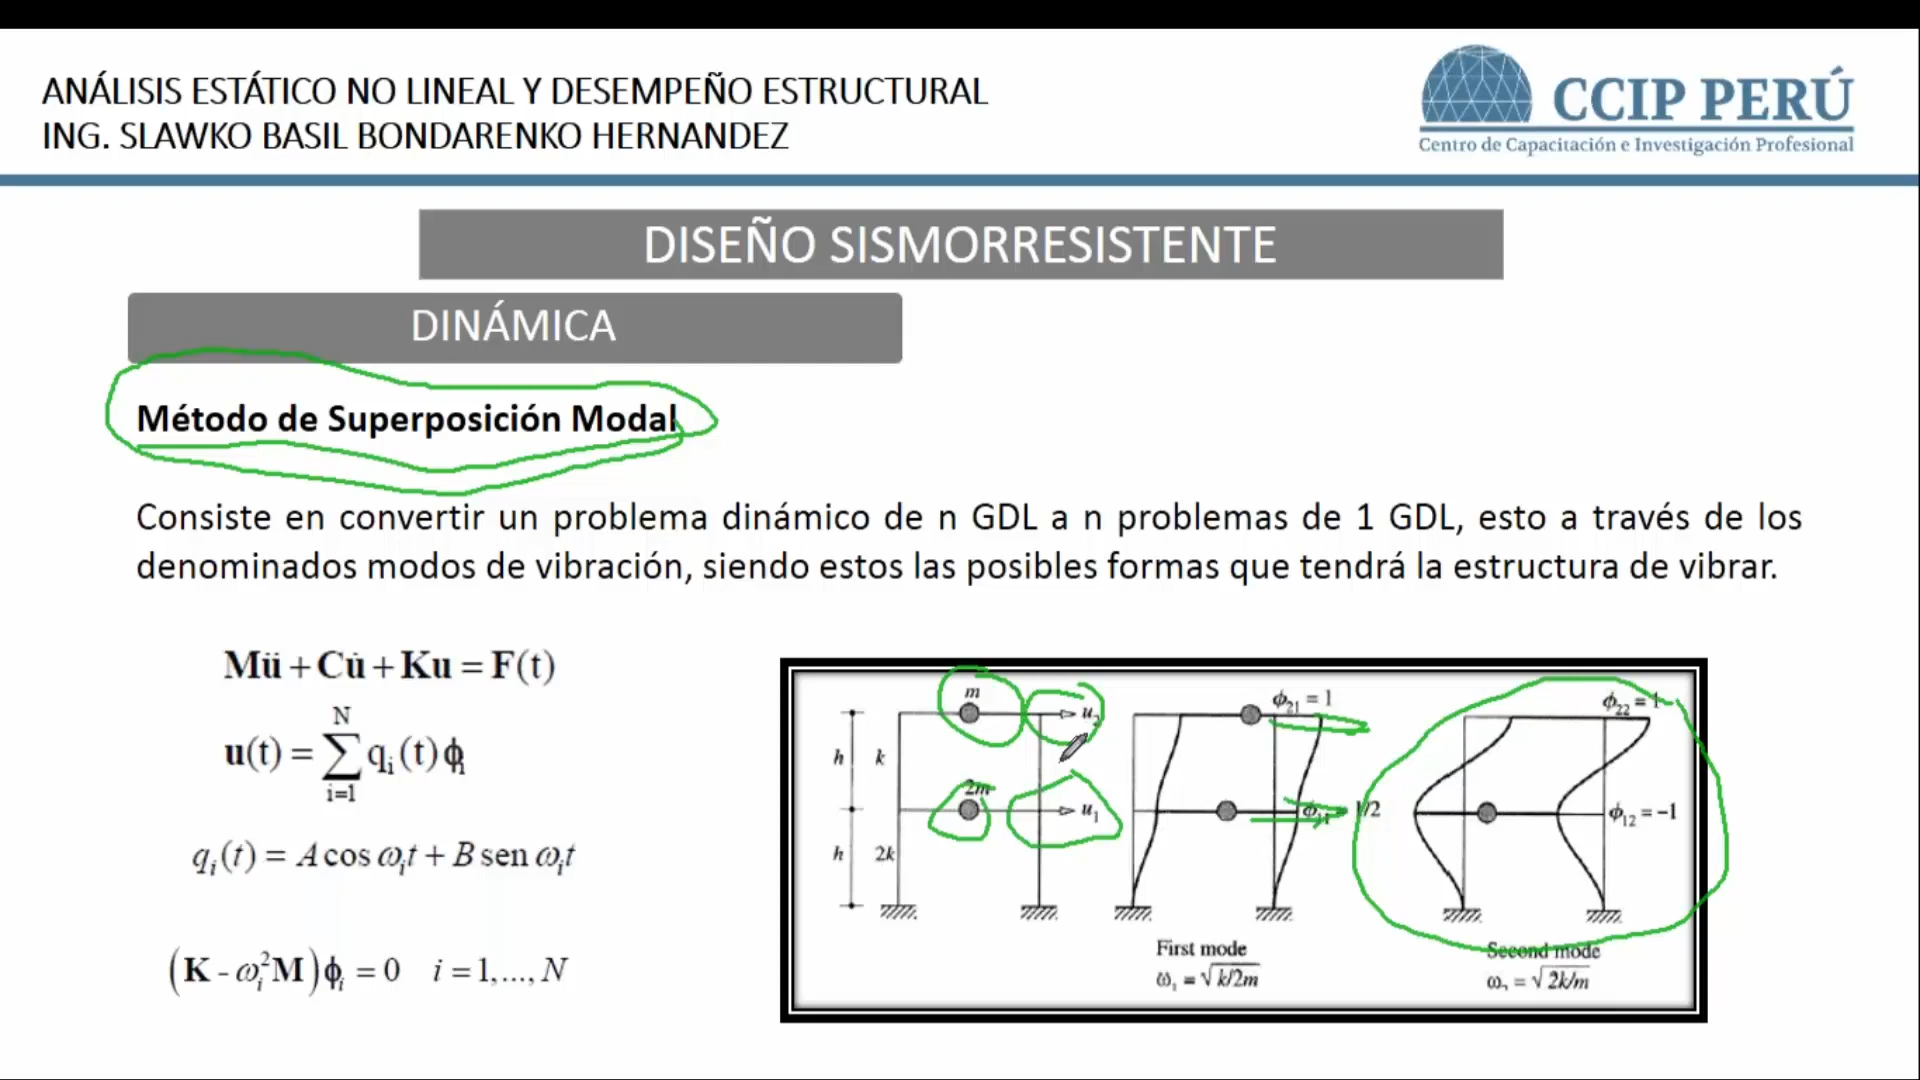 ANÁLISIS ESTÁTICO NO LINEAL Y DESEMPEÑO ESTRUCTURAL
ING. SLAWKO BASIL BONDARENKO HERNANDEZ
CCIP PERÚ
Centro de Capacitación e Investigación Profesional
DISEÑO SISMORRESISTENTE
DINÁMICA
Método de Superposición Modal
Consiste en convertir un problema dinámico de n GDL a n problemas de 1 GDL, esto a través de los
denominados modos de vibración, siendo estos las posibles formas que tendrá la estructura de vibrar.
Mü + Cu̇ + Ku = F(t)
u(t) = ∑ᵢ₌₁ᴺ qᵢ(t)ϕᵢ
qᵢ(t) = A cos ωᵢt + B sen ωᵢt
(K - ωᵢ²M)ϕᵢ = 0 i = 1,..., N
m
u₂
h
k
2m
u₁
h
2k
ϕ₂₁ = 1
ϕ₁₁ = 1/2
First mode
ω₁ = √k/2m
ϕ₂₂ = 1
ϕ₁₂ = -1
Second mode
ω₂ = √2k/m